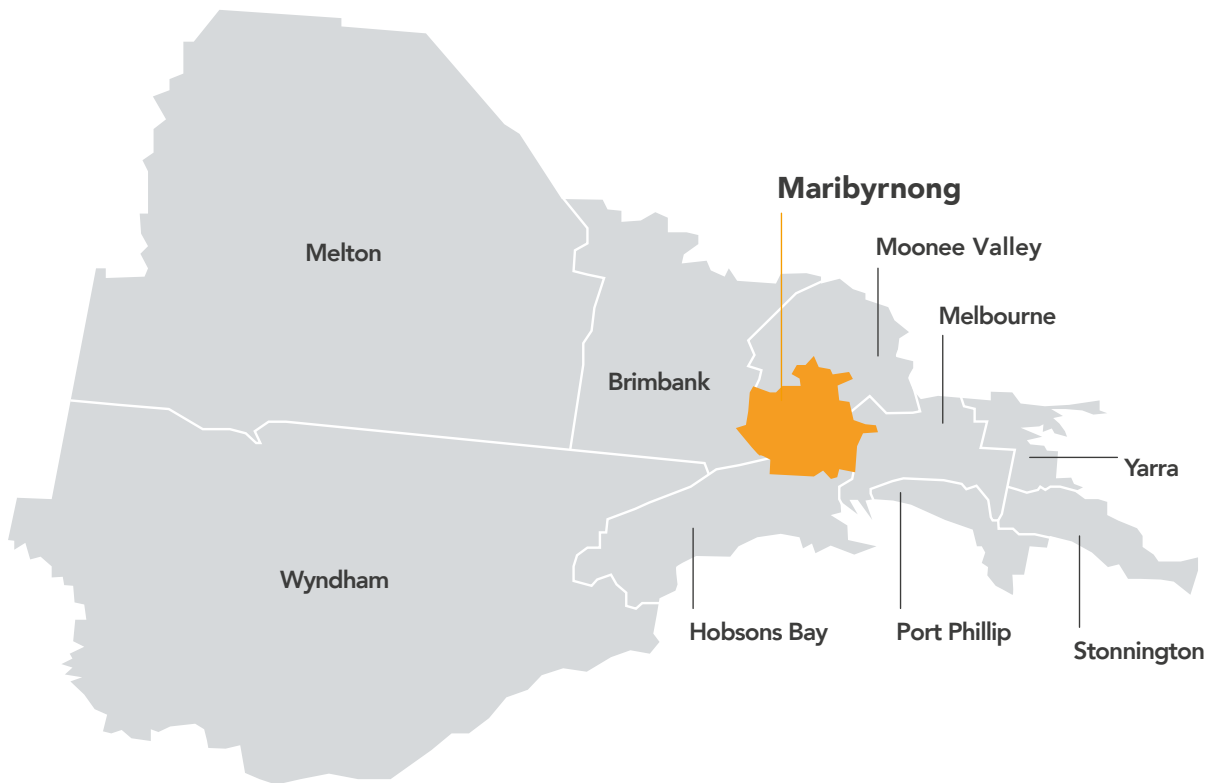 Maribyrnong
Moonee Valley
Melton
Melbourne
Brimbank
Yarra
Wyndham
Hobsons Bay
Port Phillip
Stonnington